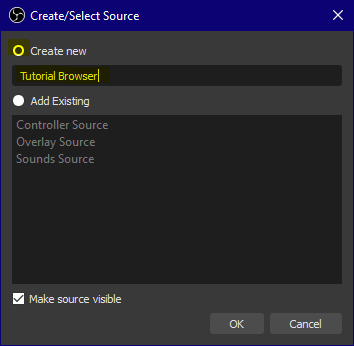 Create/Select Source
Create new
Tutorial Browser
Add Existing
Controller Source
Overlay Source
Sounds Source
Make source visible
OK
Cancel